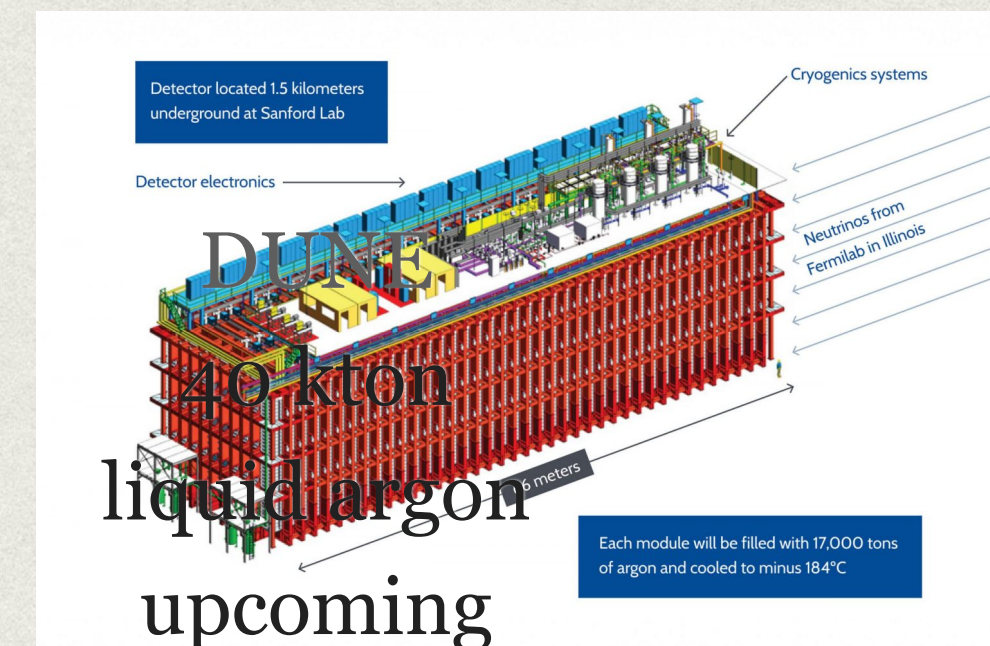 Detector located 1.5 kilometers
underground at Sanford Lab
Cryogenics systems
Detector electronics
Neutrinos from
Fermilab in Illinois
DUNE
40 kton
liquid argon
meters
Each module will be filled with 17,000 tons
of argon and cooled to minus 184°C
upcoming